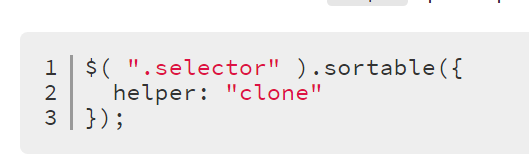 1 $( ".selector" ).sortable({
2   helper: "clone"
3 });